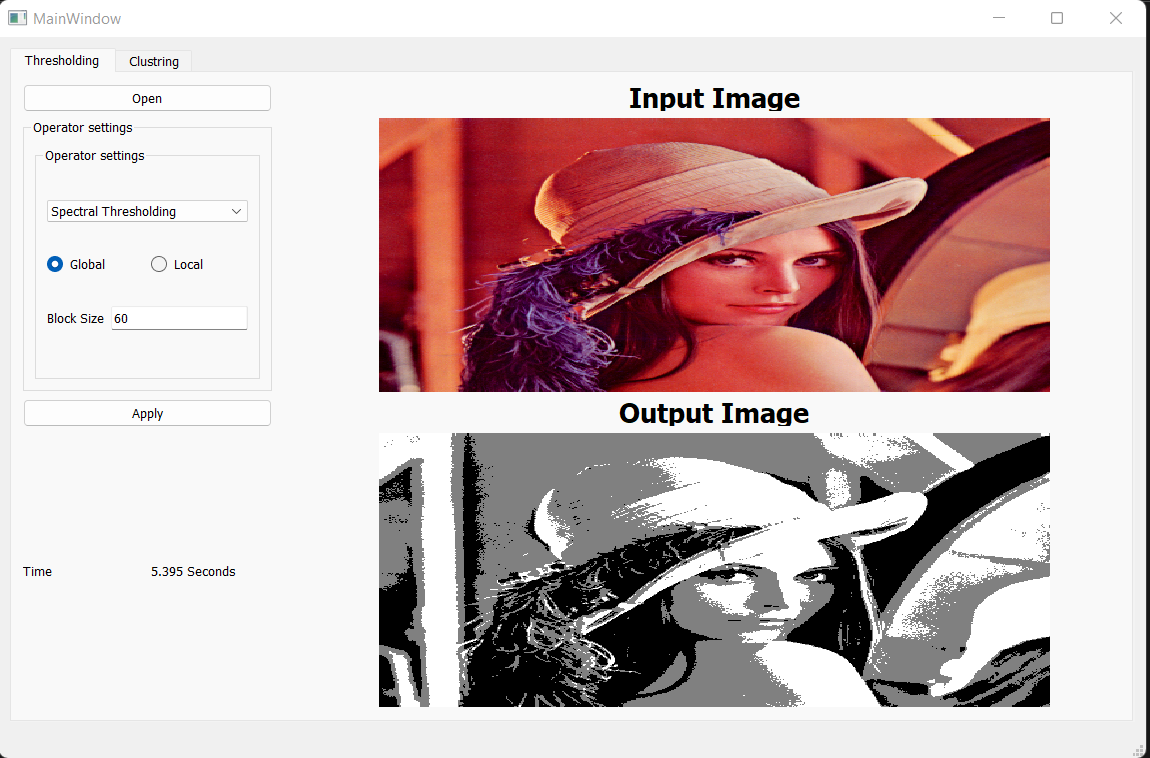 MainWindow
Thresholding Clustring
Open
Operator settings
Operator settings
Spectral Thresholding
Global Local
Block Size 60
Apply
Time 5.395 Seconds
Input Image
Output Image